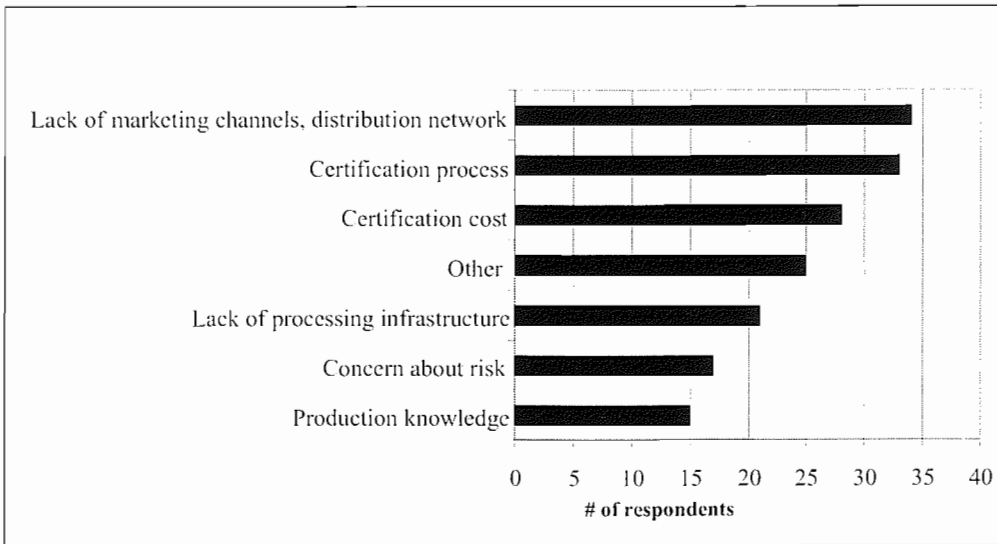 Lack of marketing channels, distribution network
Certification process
Certification cost
Other
Lack of processing infrastructure
Concern about risk
Production knowledge
0 5 10 15 20 25 30 35 40
# of respondents